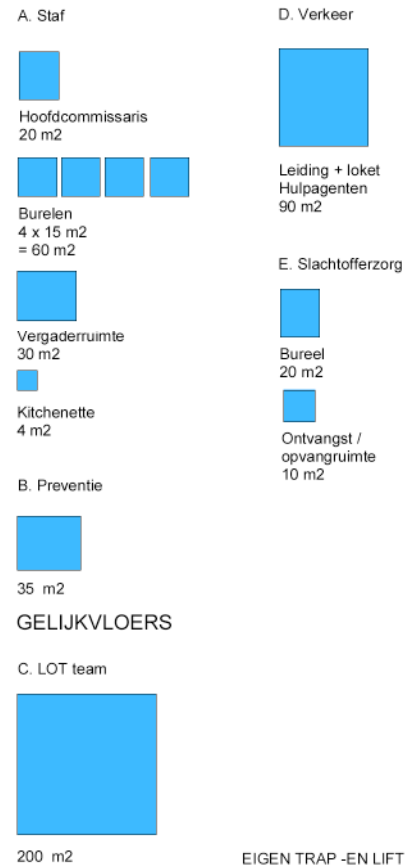 A. Staf
Hoofdcommissaris
20 m2
Burelen
4 x 15 m2
= 60 m2
Vergaderruimte
30 m2
Kitchenette
4 m2
B. Preventie
35 m2
GELIJKVLOERS
C. LOT team
200 m2
D. Verkeer
Leiding + loket
Hulpagenten
90 m2
E. Slachtofferzorg
Bureel
20 m2
Ontvangst /
opvangruimte
10 m2
EIGEN TRAP -EN LIFT